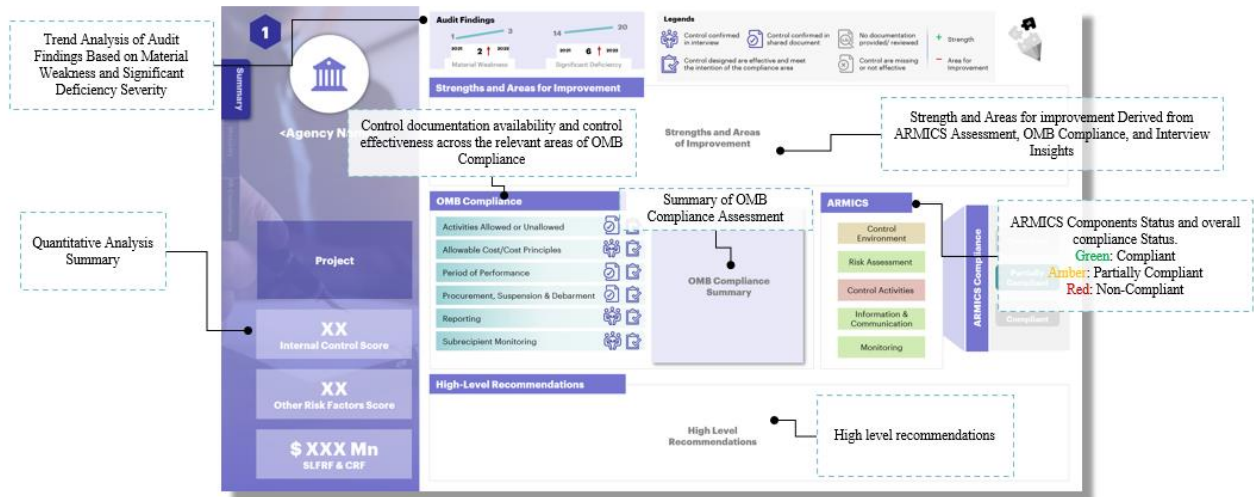 Trend Analysis of Audit
Findings Based on Material
Weakness and Significant
Deficiency Severity
1
Summary
<Agency N
Quantitative Analysis
Summary
Project
XX
Internal Control Score
XX
Other Risk Factors Score
$ XXX Mn
SLFRF & CRF
Audit Findings
1 3
2021 2 2022
Material Weakness
14 20
2021 6 2022
Significant Deficiency
Legends
Control confirmed
in interview
Control confirmed in
shared document
No documentation
provided/ reviewed
+ Strength
Control designed are effective and meet
the intention of the compliance area
Control are missing
or not effective
- Area for
Improvement
Strengths and Areas for Improvement
Strengths and Areas
of Improvement
Strength and Areas for improvement Derived from
ARMICS Assessment, OMB Compliance, and Interview
Insights
Control documentation availability and control
effectiveness across the relevant areas of OMB
Compliance
OMB Compliance
Activities Allowed or Unallowed
Allowable Cost/Cost Principles
Period of Performance
Procurement, Suspension & Debarment
Reporting
Subrecipient Monitoring
Summary of OMB
Compliance Assessment
OMB Compliance
Summary
ARMICS
Control
Environment
Risk Assessment
Control Activities
Information &
Communication
Monitoring
ARMICS Compliance
ARMICS Components Status and overall
compliance Status.
Green: Compliant
Amber: Partially Compliant
Red: Non-Compliant
Compliant
High-Level Recommendations
High Level
Recommendations
High level recommendations